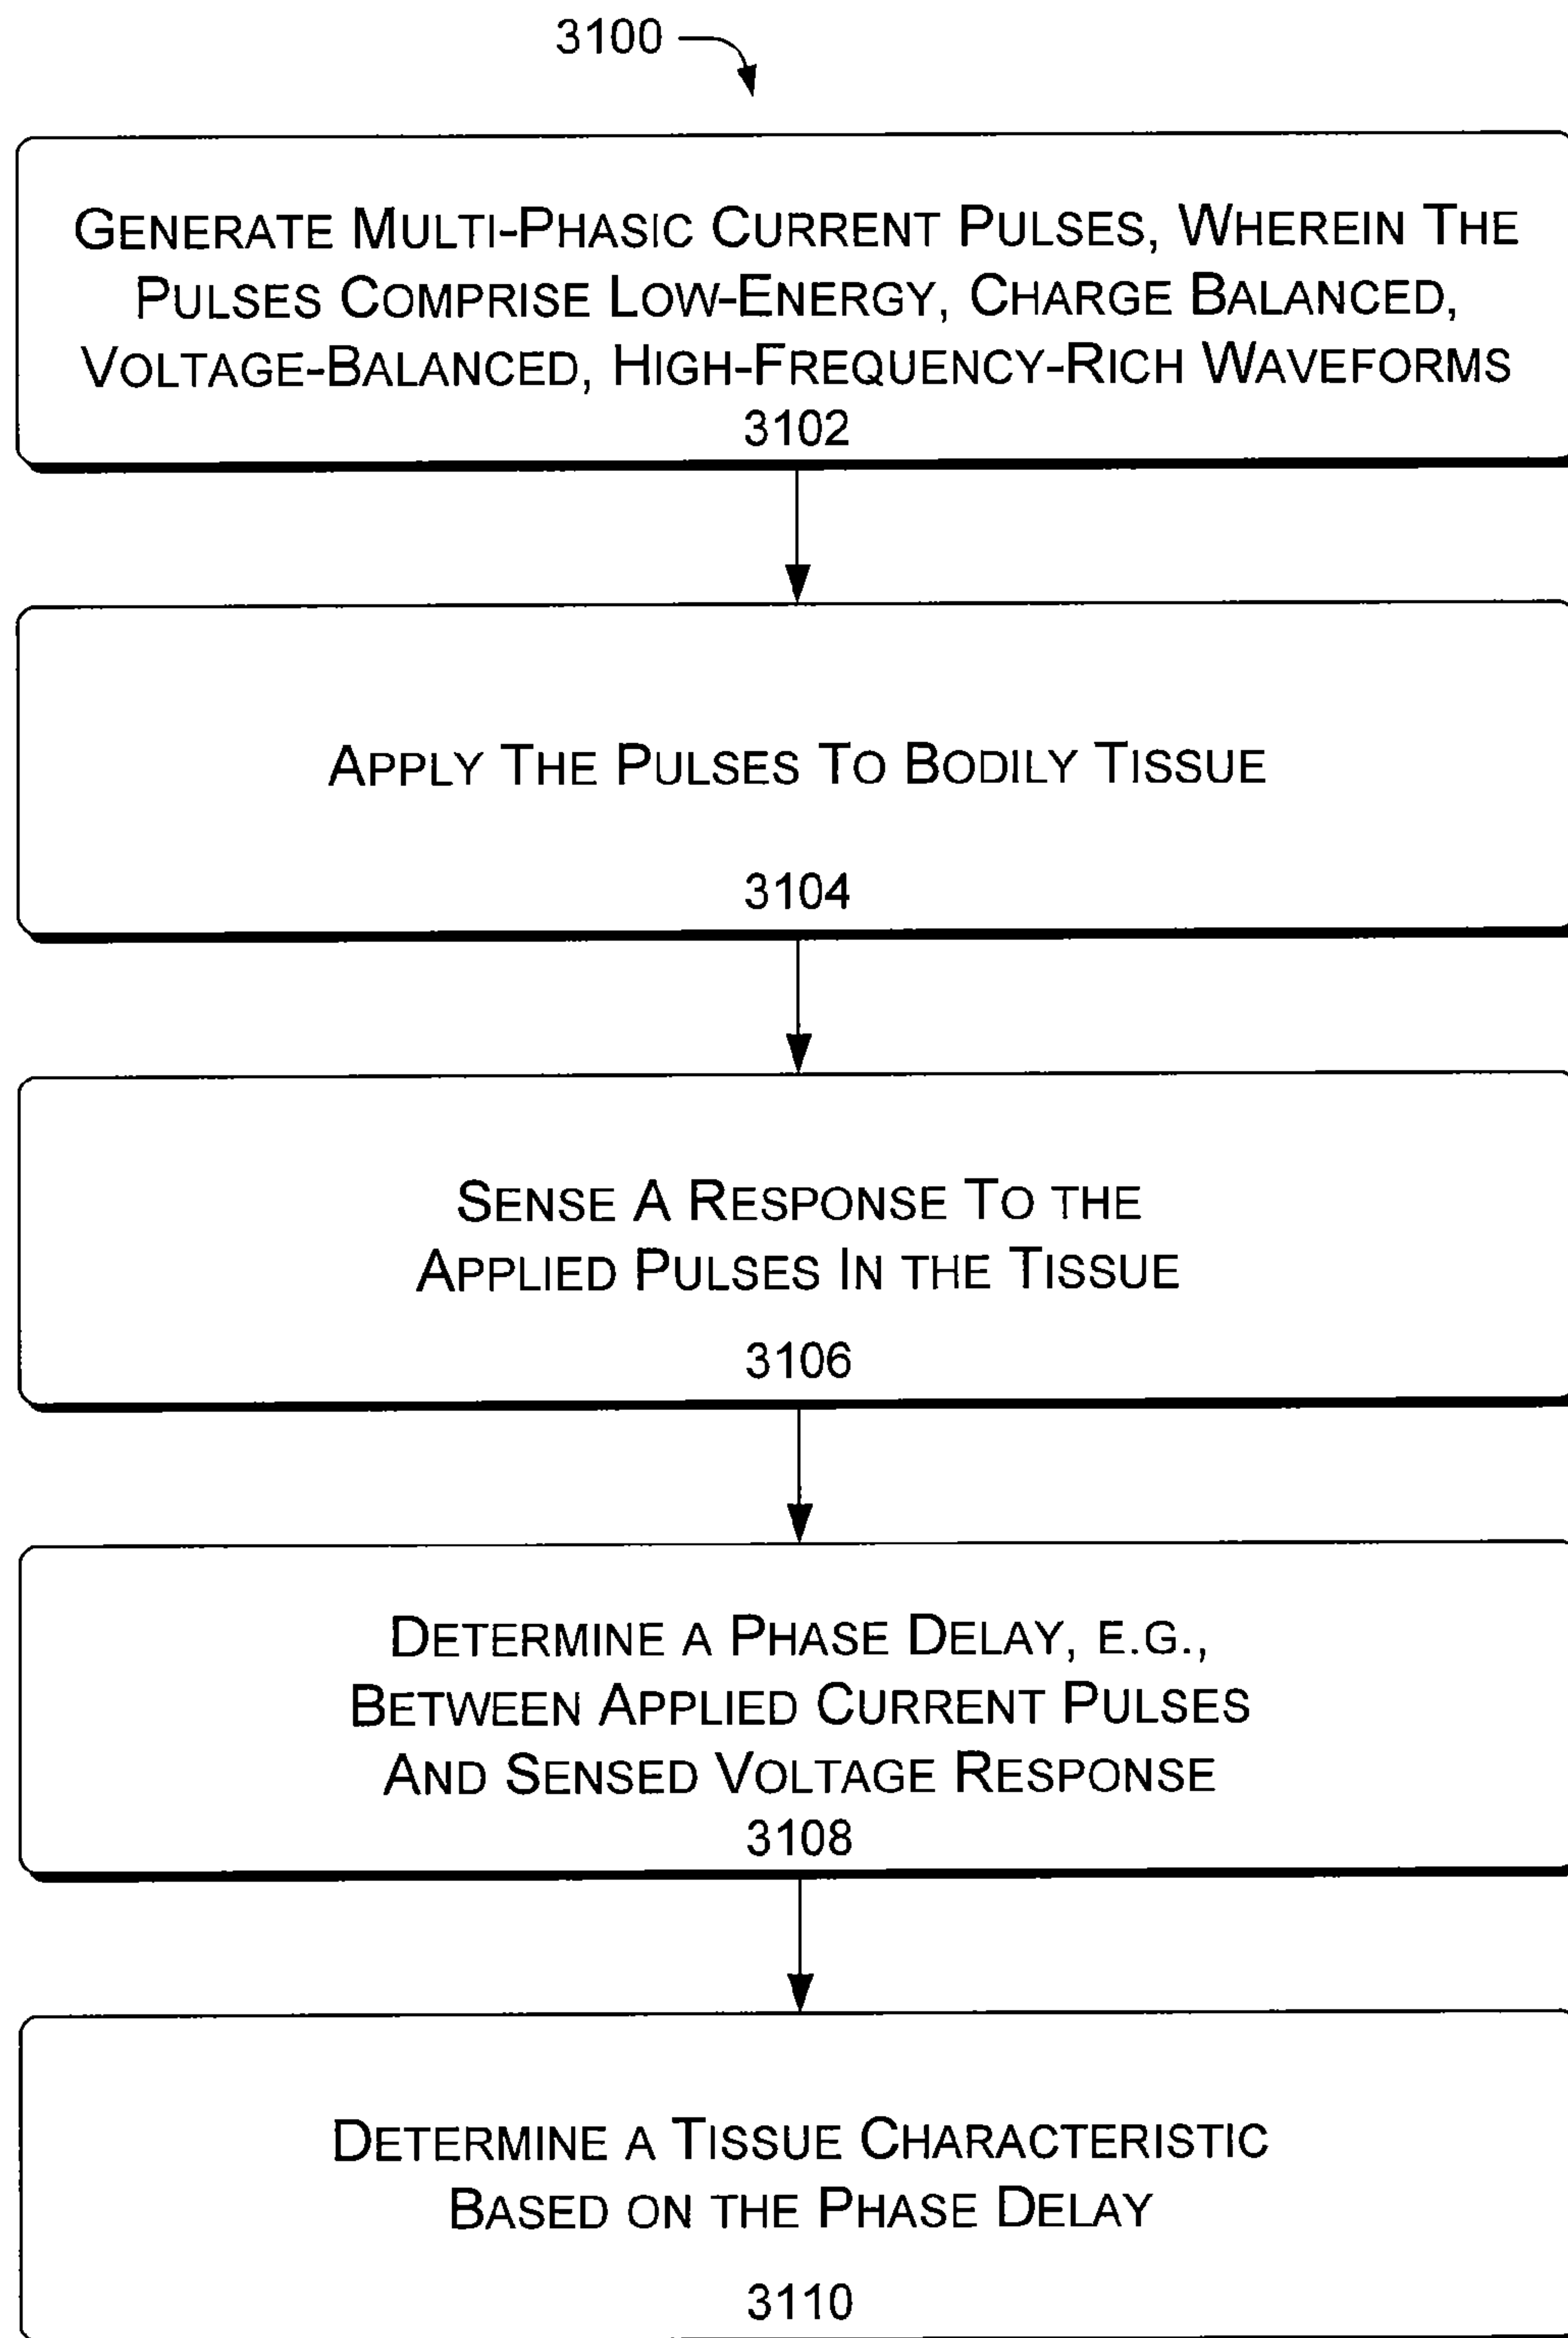 3100
GENERATE MULTI-PHASIC CURRENT PULSES, WHEREIN THE
PULSES COMPRISE LOW-ENERGY, CHARGE BALANCED,
VOLTAGE-BALANCED, HIGH-FREQUENCY-RICH WAVEFORMS
3102
APPLY THE PULSES TO BODILY TISSUE
3104
SENSE A RESPONSE TO THE
APPLIED PULSES IN THE TISSUE
3106
DETERMINE A PHASE DELAY, E.G.,
BETWEEN APPLIED CURRENT PULSES
AND SENSED VOLTAGE RESPONSE
3108
DETERMINE A TISSUE CHARACTERISTIC
BASED ON THE PHASE DELAY
3110